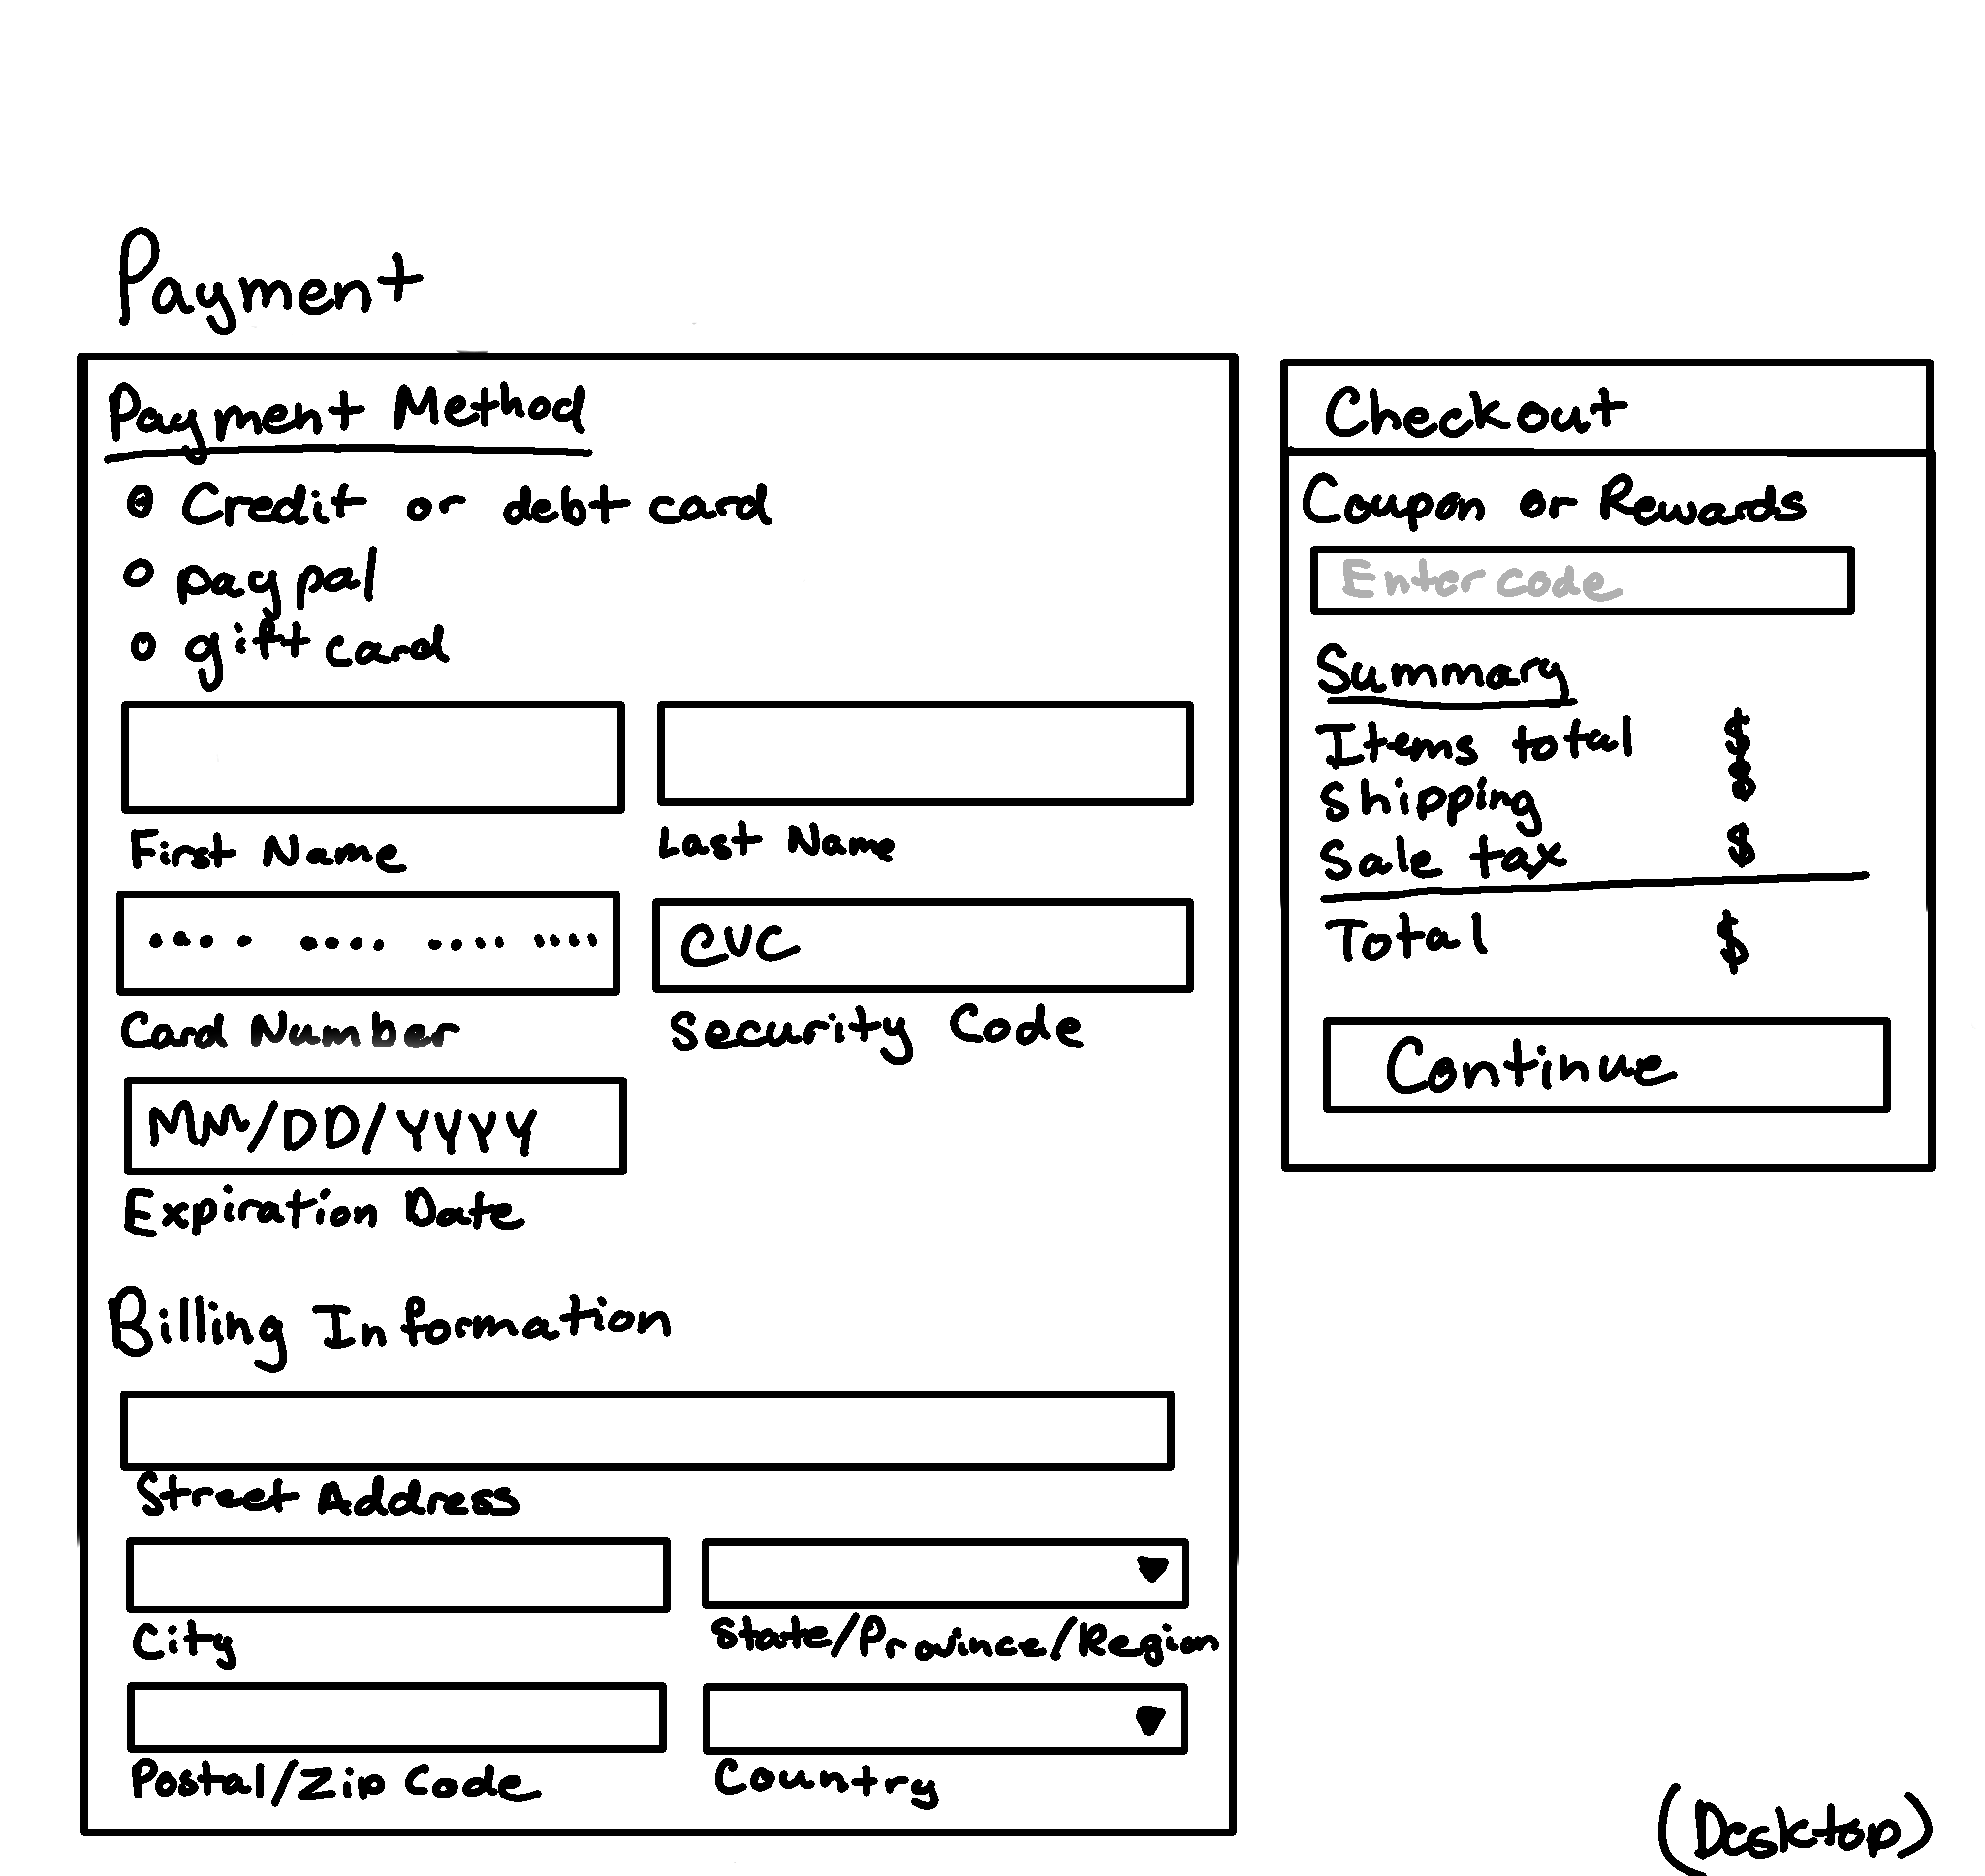 Payment
Payment Method
Credit or debt card
paypal
gift card
First Name
Last Name
.... .... .... ....
CVC
Card Number
Security Code
MM/DD/YYYY
Expiration Date
Billing Information
Street Address
City
State/Province/Region
Postal/Zip Code
Country
Checkout
Coupon or Rewards
Enter code
Summary
Items total $
Shipping $
Sale tax $
Total $
Continue
(Desktop)